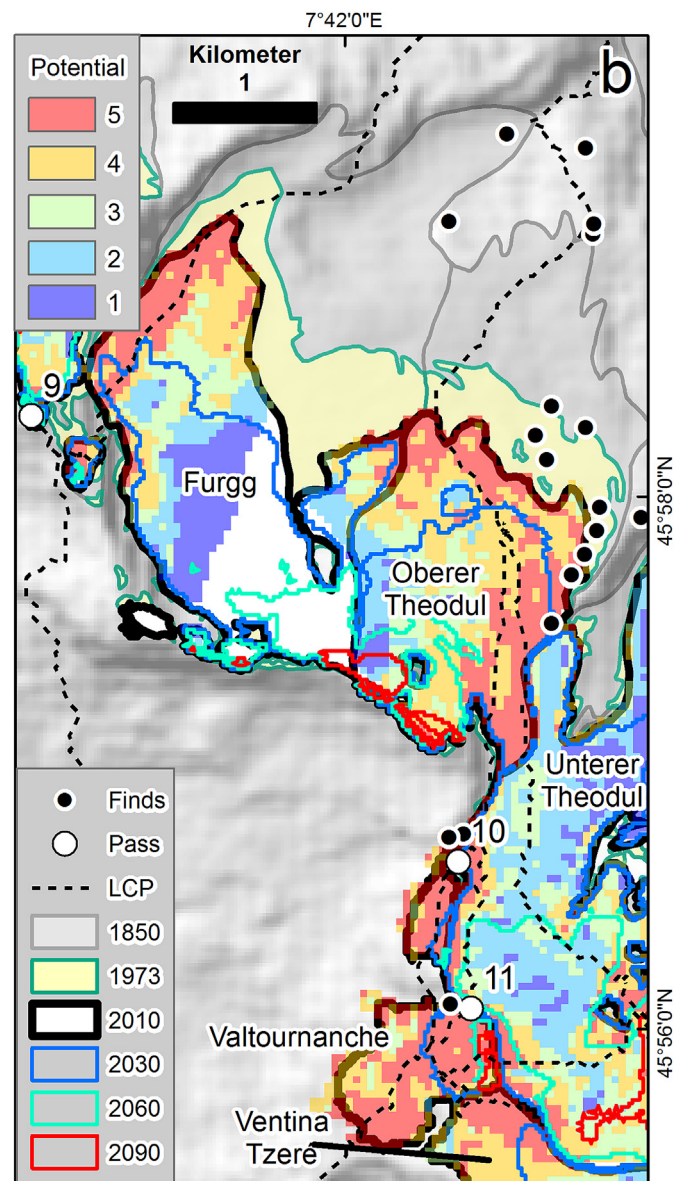 7°42'0"E
Potential
5
4
3
2
1
Kilometer
1
b
9
Furgg
Oberer
Theodul
45°58'0"N
Unterer
Theodul
10
11
Valtournanche
Ventina
Tzere
45°56'0"N
Finds
Pass
LCP
1850
1973
2010
2030
2060
2090